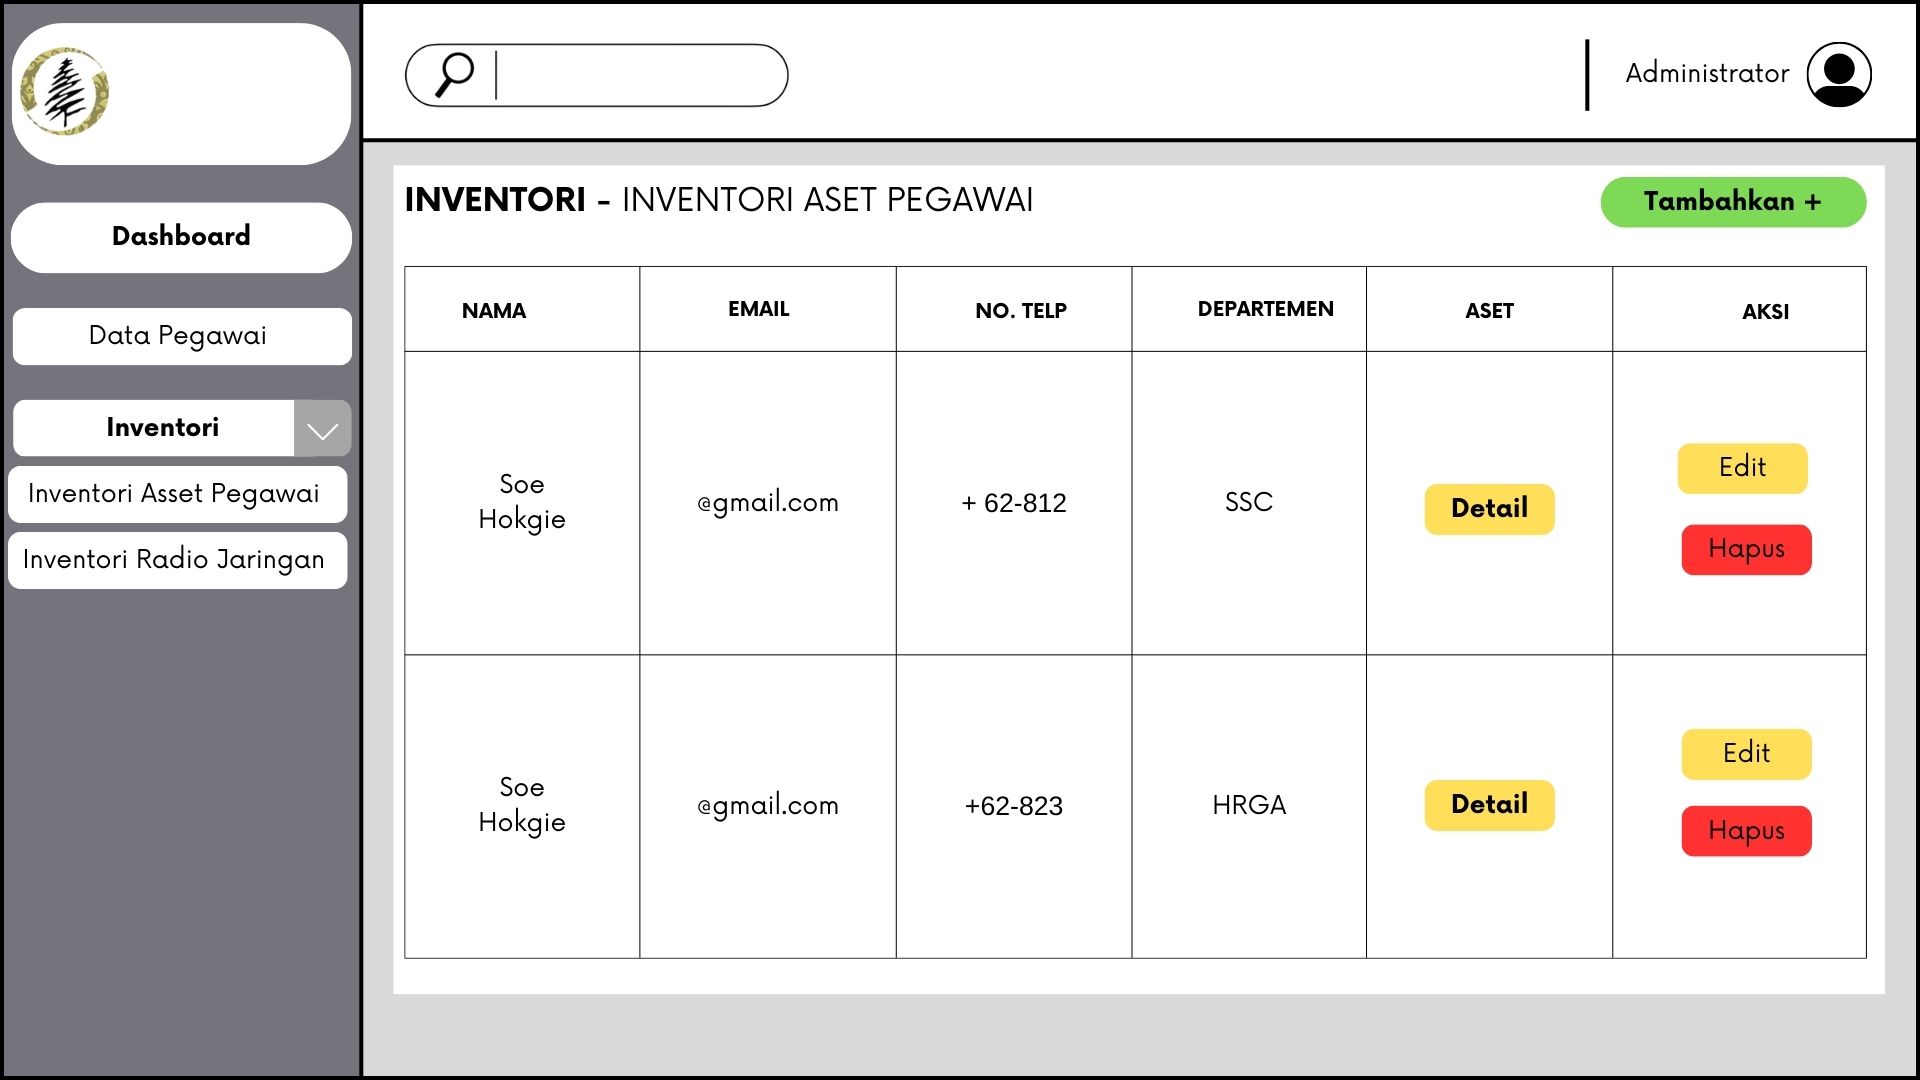 Administrator
Dashboard
Data Pegawai
Inventori
Inventori Asset Pegawai
Inventori Radio Jaringan
INVENTORI - INVENTORI ASET PEGAWAI
Tambahkan +
NAMA EMAIL NO. TELP DEPARTEMEN ASET AKSI
Soe
Hokgie
@gmail.com
+ 62-812
SSC
Detail
Edit
Hapus
Soe
Hokgie
@gmail.com
+62-823
HRGA
Detail
Edit
Hapus